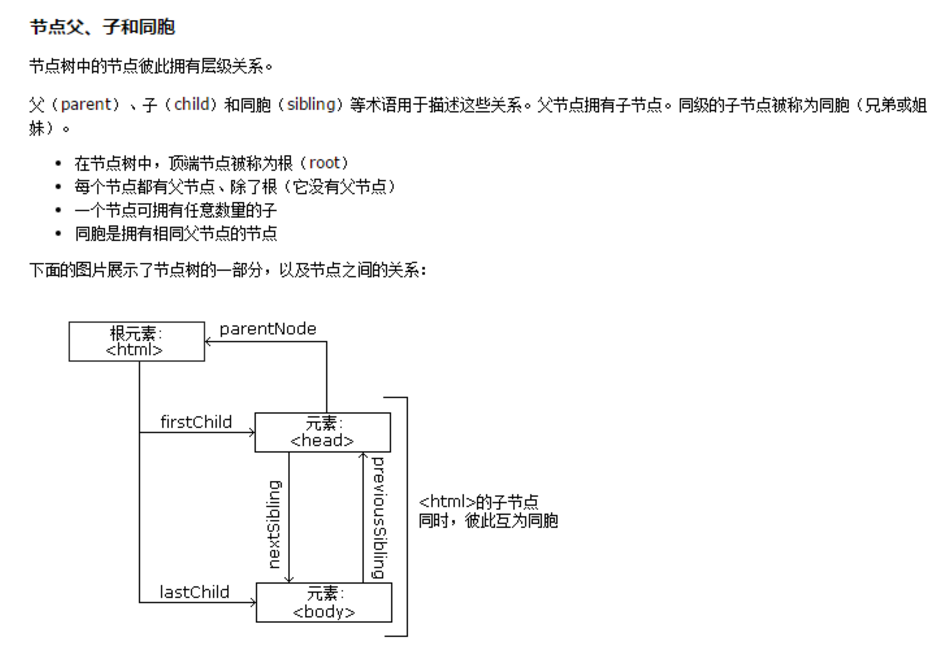 节点父、子和同胞
节点树中的节点彼此拥有层级关系。
父（parent）、子（child）和同胞（sibling）等术语用于描述这些关系。父节点拥有子节点。同级的子节点被称为同胞（兄弟或姐
妹）。
• 在节点树中，顶端节点被称为根（root）
• 每个节点都有父节点、除了根（它没有父节点）
• 一个节点可拥有任意数量的子
• 同胞是拥有相同父节点的节点
下面的图片展示了节点树的一部分，以及节点之间的关系：
根元素:
<html>
parentNode
firstChild
元素:
<head>
nextSibling
previousSibling
<html>的子节点
同时，彼此互为同胞
lastChild
元素:
<body>